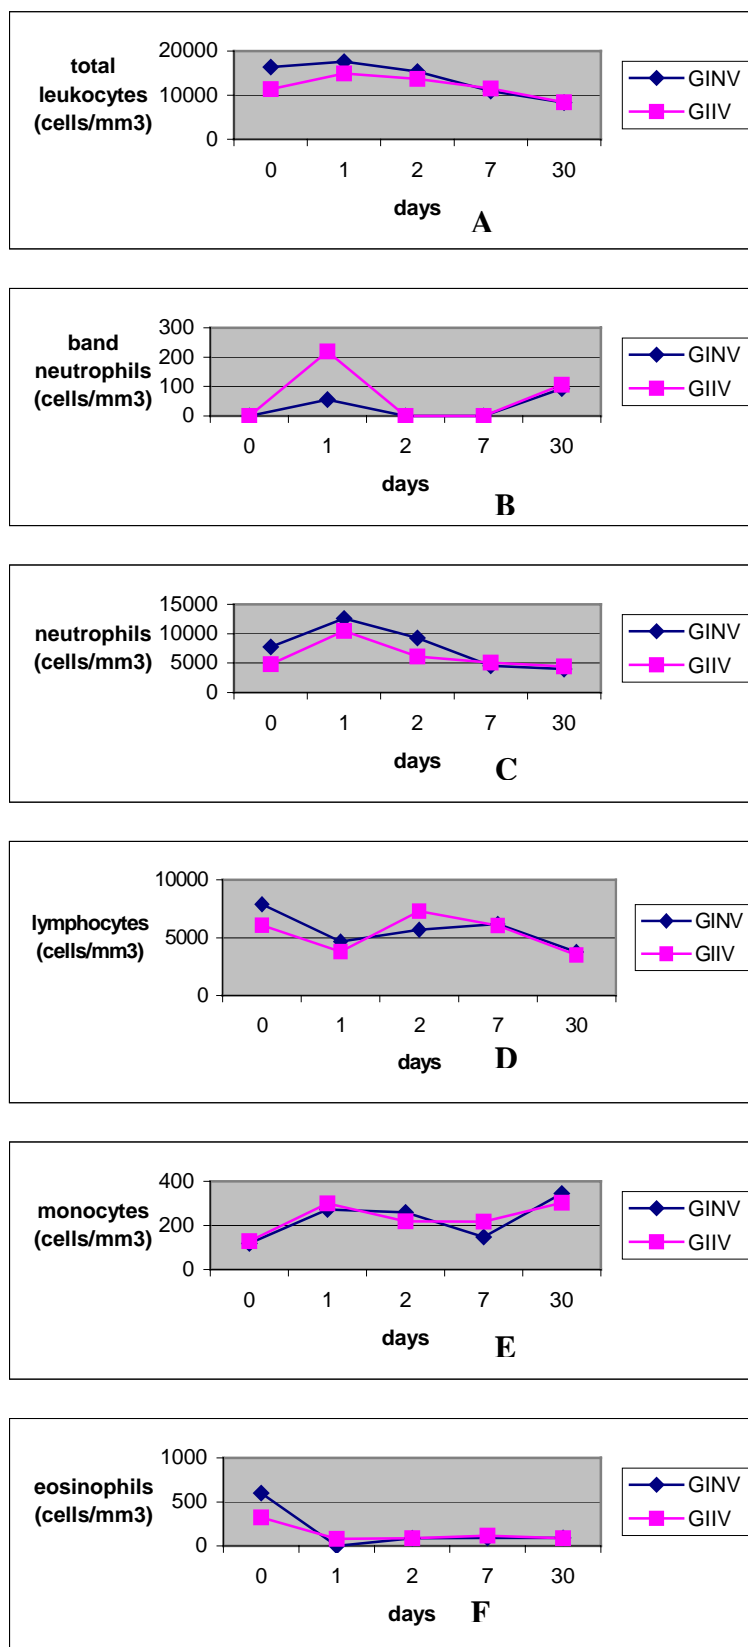 total
leukocytes
(cells/mm3)
20000
10000
0
0 1 2 7 30
days
A
GINV
GIIV
band
neutrophils
(cells/mm3)
300
200
100
0
0 1 2 7 30
days
B
GINV
GIIV
neutrophils
(cells/mm3)
15000
10000
5000
0
0 1 2 7 30
days
C
GINV
GIIV
lymphocytes
(cells/mm3)
10000
5000
0
0 1 2 7 30
days
D
GINV
GIIV
monocytes
(cells/mm3)
400
200
0
0 1 2 7 30
days
E
GINV
GIIV
eosinophils
(cells/mm3)
1000
500
0
0 1 2 7 30
days
F
GINV
GIIV